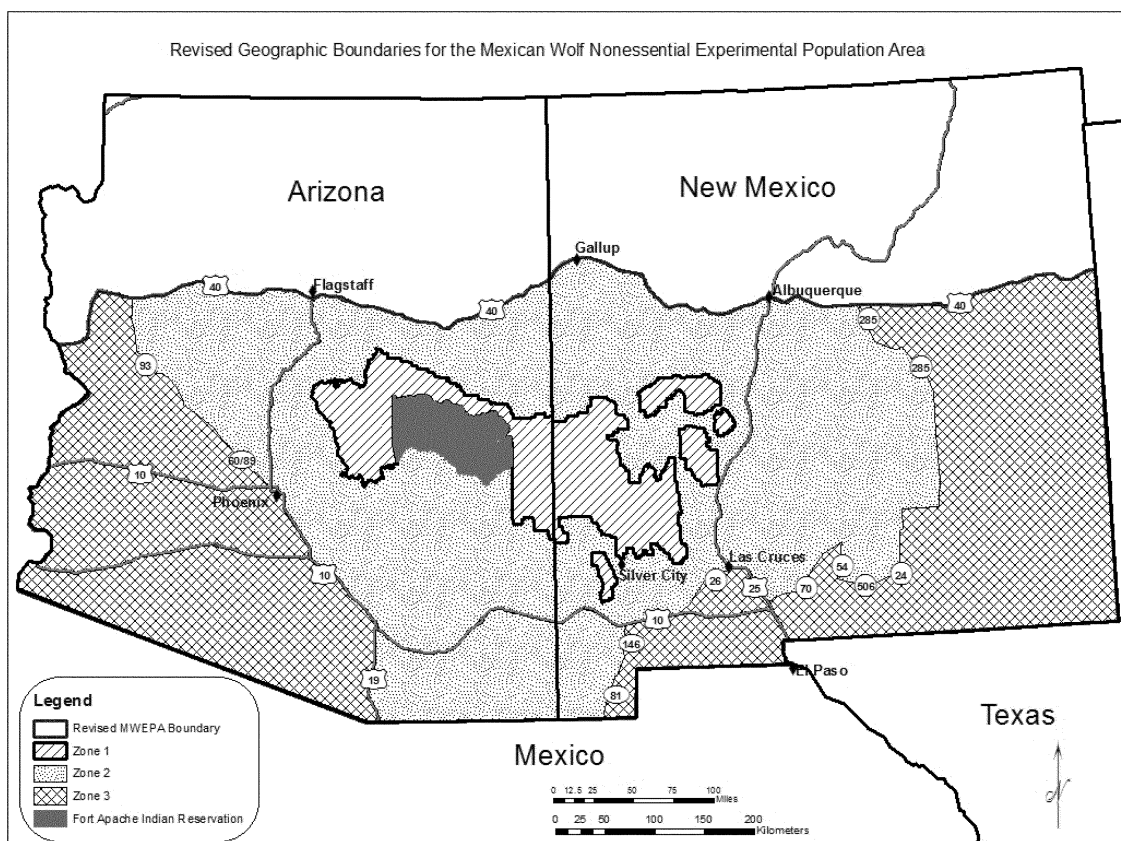 Revised Geographic Boundaries for the Mexican Wolf Nonessential Experimental Population Area
Arizona
New Mexico
Gallup
Flagstaff
Albuquerque
40
40
40
285
285
93
60/89
10
Phoenix
10
Silver City
Las Cruces
26
25
70
54
506
24
10
146
81
19
El Paso
Texas
Mexico
Legend
Revised MWEPA Boundary
Zone 1
Zone 2
Zone 3
Fort Apache Indian Reservation
0 12.5 25 50 75 100
Miles
0 25 50 100 150 200
Kilometers
N